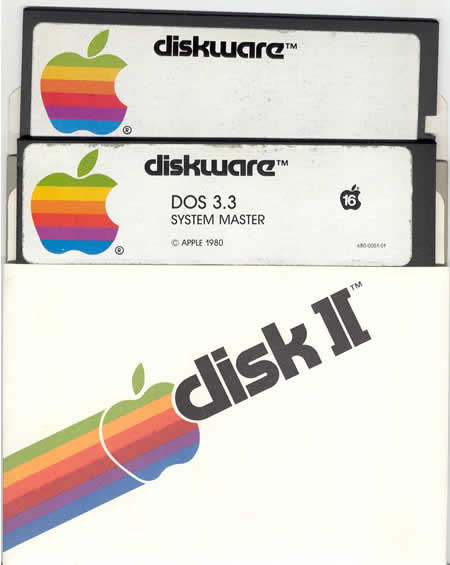 diskware™
®
diskware™
DOS 3.3
SYSTEM MASTER
16
© APPLE 1980
680-0051-01
®
disk II™